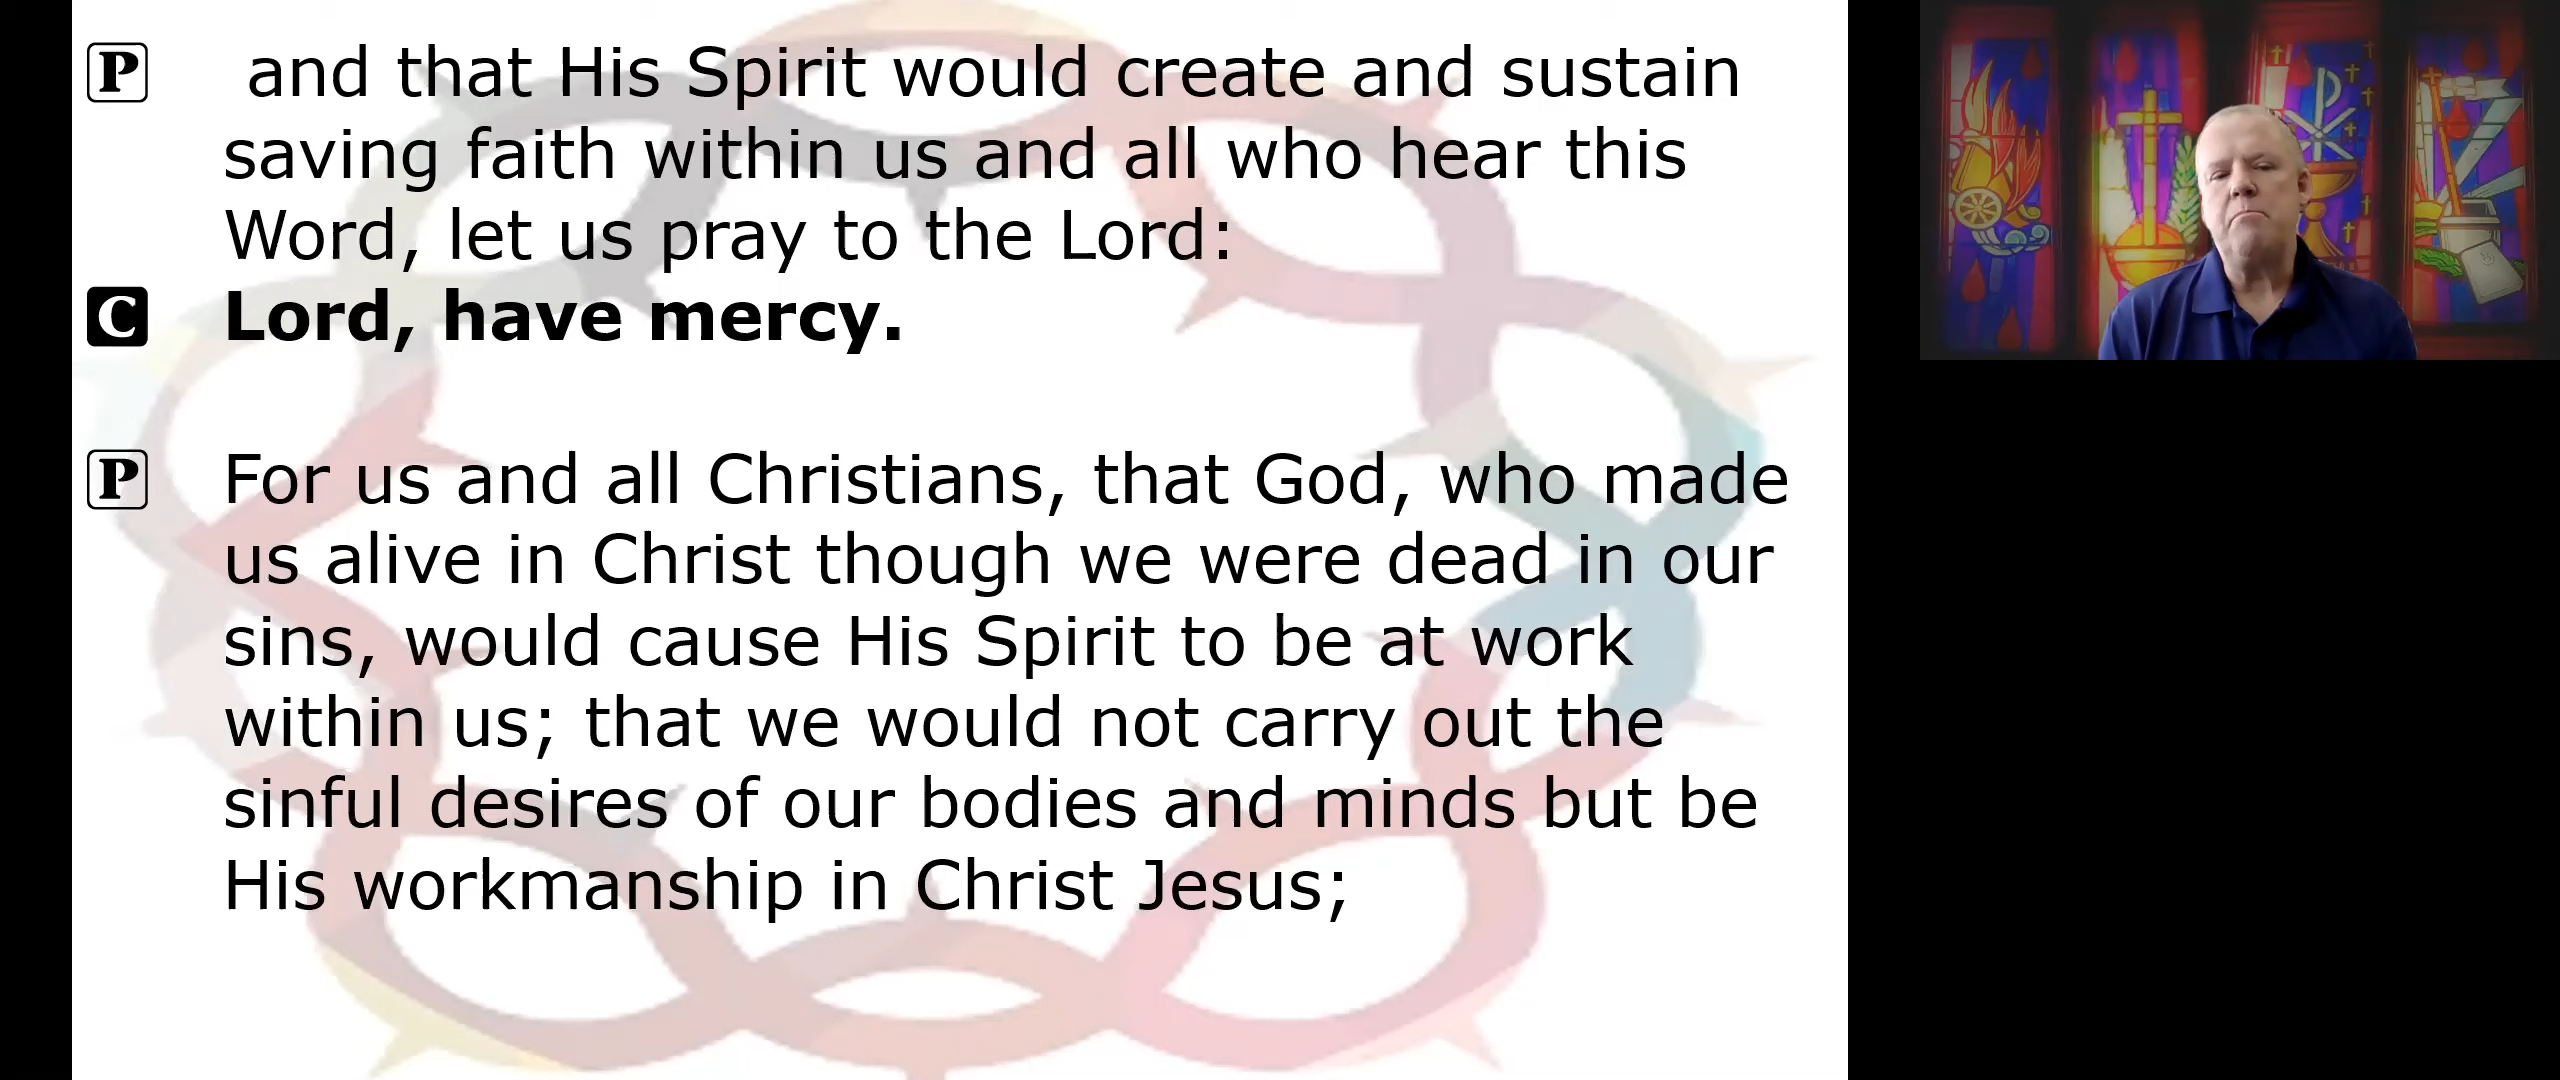 P and that His Spirit would create and sustain
saving faith within us and all who hear this
Word, let us pray to the Lord:
C Lord, have mercy.
P For us and all Christians, that God, who made
us alive in Christ though we were dead in our
sins, would cause His Spirit to be at work
within us; that we would not carry out the
sinful desires of our bodies and minds but be
His workmanship in Christ Jesus;